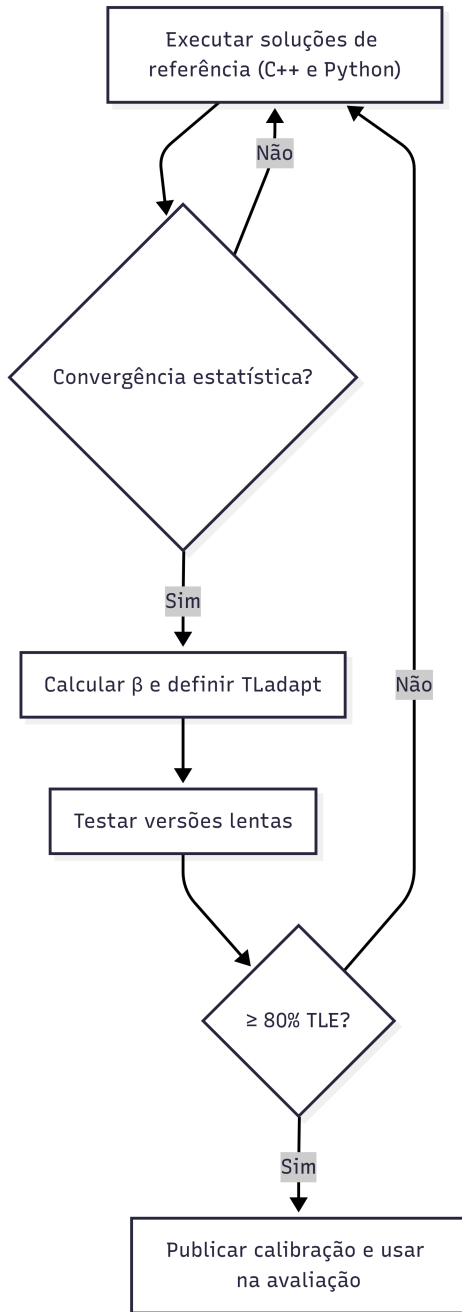 Executar soluções de
referência (C++ e Python)
Não
Convergência estatística?
Sim
Calcular β e definir TLadapt
Não
Testar versões lentas
≥ 80% TLE?
Sim
Publicar calibração e usar
na avaliação